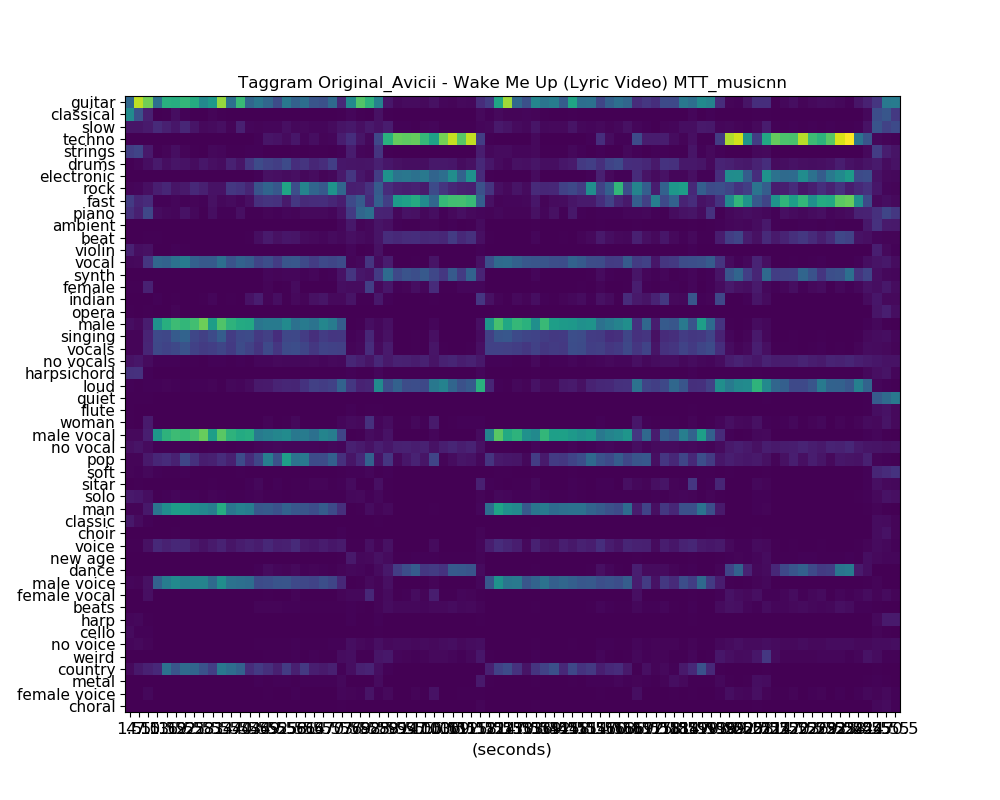 Taggram Original_Avicii - Wake Me Up (Lyric Video) MTT_musicnn
guitar
classical
slow
techno
strings
drums
electronic
rock
fast
piano
ambient
beat
violin
vocal
synth
female
indian
opera
male
singing
vocals
no vocals
harpsichord
loud
quiet
flute
woman
male vocal
no vocal
pop
soft
sitar
solo
man
classic
choir
voice
new age
dance
male voice
female vocal
beats
harp
cello
no voice
weird
country
metal
female voice
choral
(seconds)